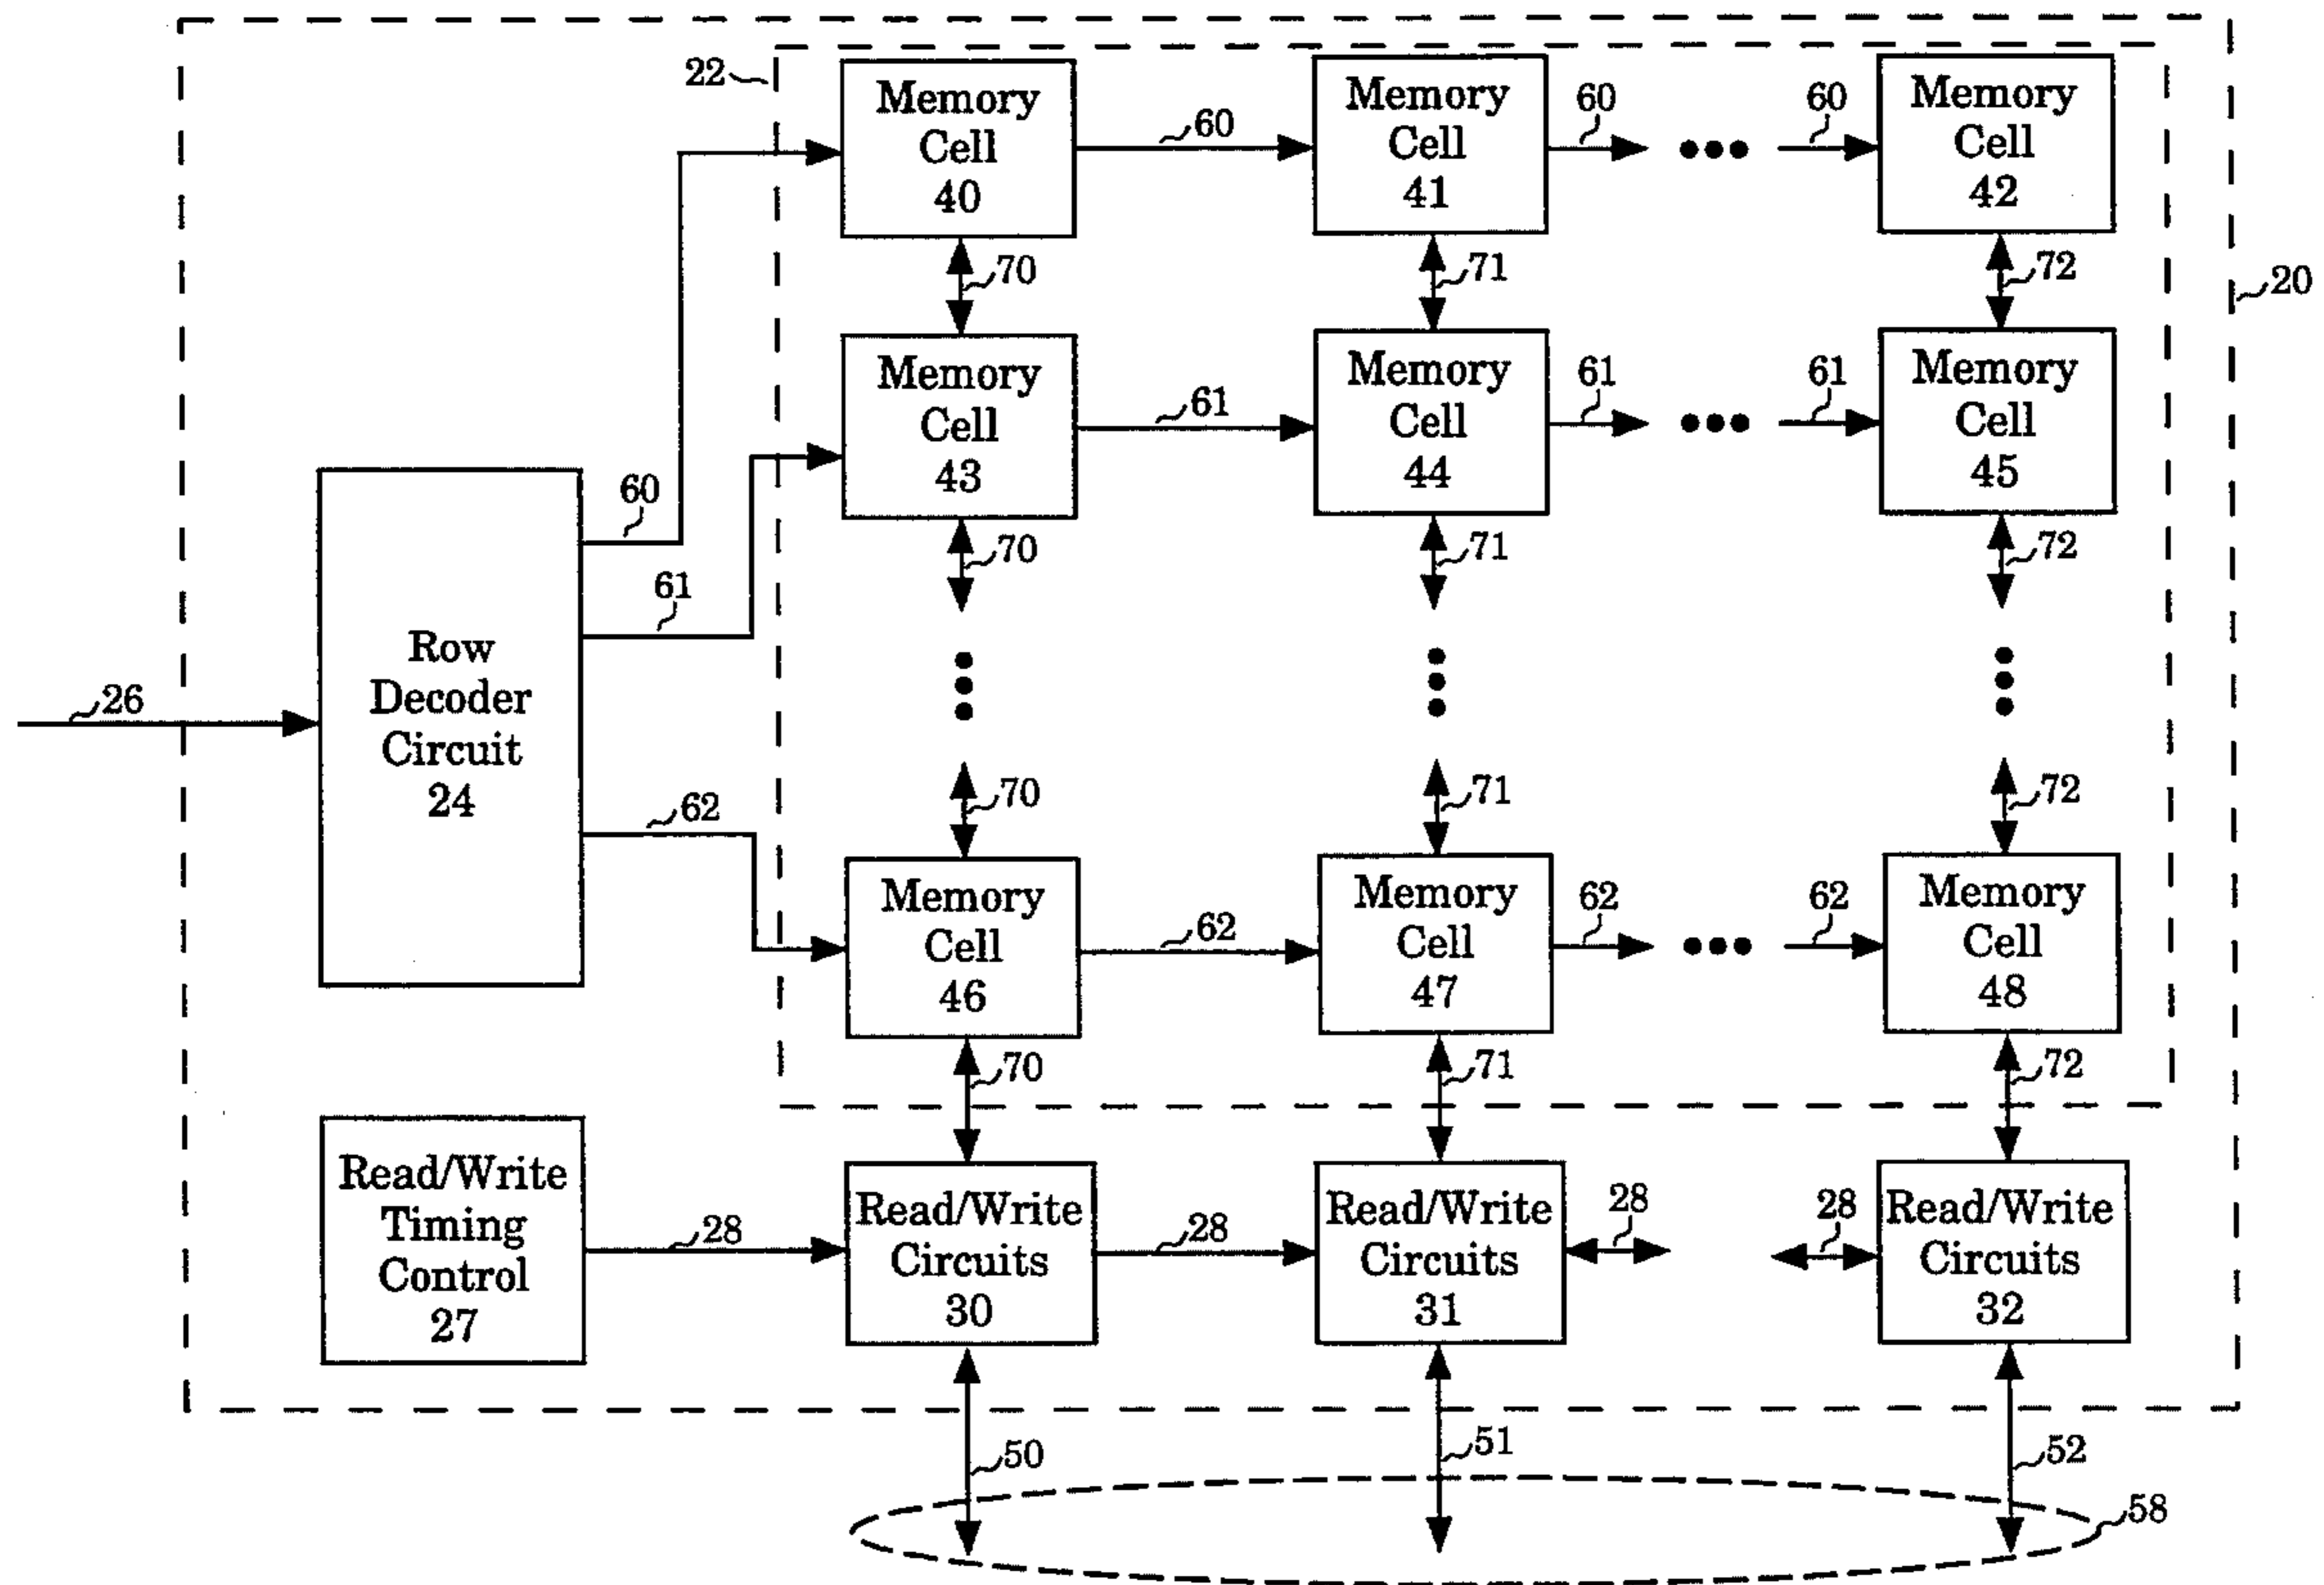 22
Memory
Cell
40
60
Memory
Cell
41
60
60
Memory
Cell
42
70
71
72
20
Memory
Cell
43
61
Memory
Cell
44
61
61
Memory
Cell
45
60
70
71
72
61
26
Row
Decoder
Circuit
24
62
70
71
72
Memory
Cell
46
62
Memory
Cell
47
62
62
Memory
Cell
48
70
71
72
Read/Write
Timing
Control
27
28
Read/Write
Circuits
30
28
Read/Write
Circuits
31
28
28
Read/Write
Circuits
32
50
51
52
58